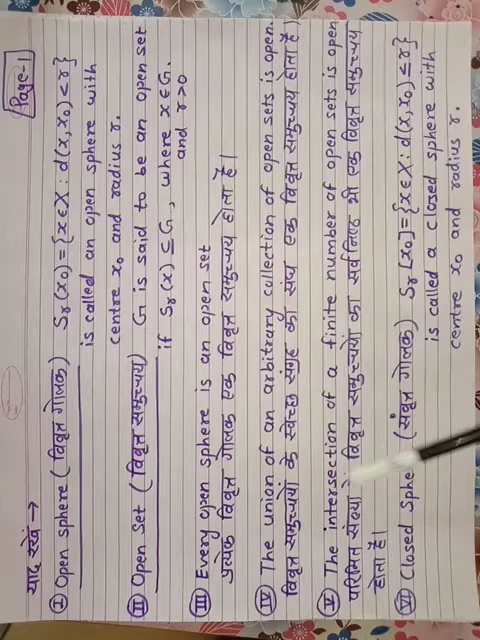 Page-1
याद रखें →
I Open sphere (विवृत गोलक) Sr(x0) = {x ∈ X : d(x, x0) < r}
is called an open sphere with
centre x0 and radius r.
II Open Set (विवृत समुच्चय) G is said to be an open set
if Sr(x) ⊆ G, where x ∈ G.
and r>0
III Every open sphere is an open set
प्रत्येक विवृत गोलक एक विवृत समुच्चय होता है।
IV The union of an arbitrary collection of open sets is open.
विवृत समुच्चयों के स्वेच्छ संग्रह का संघ एक विवृत समुच्चय होता है।
V The intersection of a finite number of open sets is open
परिमित संख्या विवृत समुच्चयों का सर्वनिष्ठ भी एक विवृत समुच्चय
होता है।
VI Closed Sphe (संवृत गोलक) Sr[x0] = {x ∈ X : d(x, x0) ≤ r}
is called a closed sphere with
centre x0 and radius r.